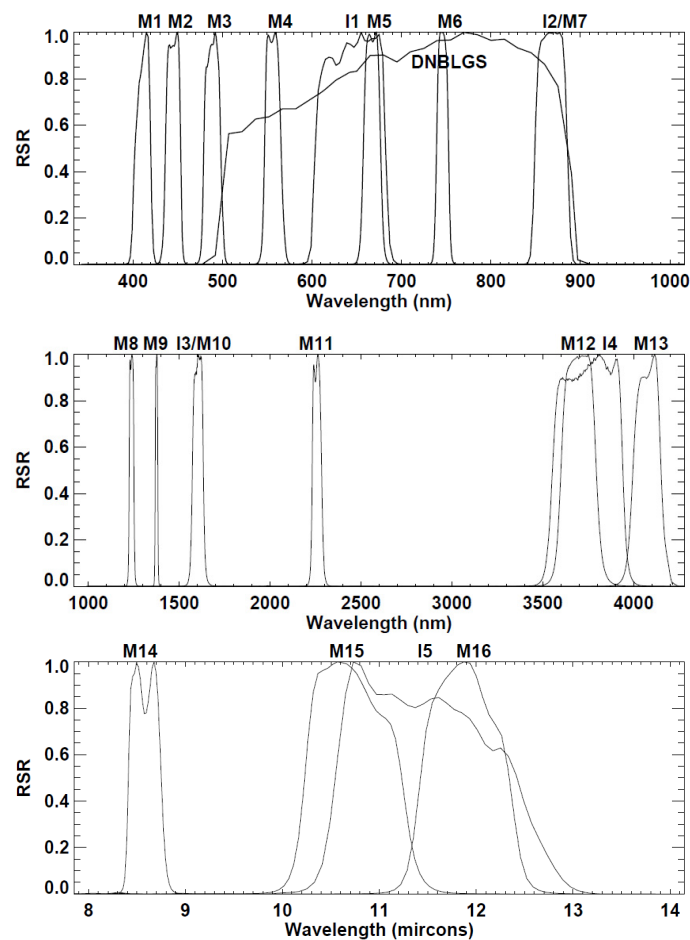 M1 M2 M3 M4 I1 M5 M6 I2/M7
1.0
DNBLGS
0.8
0.6
RSR
0.4
0.2
0.0
400 500 600 700 800 900 1000
Wavelength (nm)
M8 M9 I3/M10 M11 M12 I4 M13
1.0
0.8
0.6
RSR
0.4
0.2
0.0
1000 1500 2000 2500 3000 3500 4000
Wavelength (nm)
M14 M15 I5 M16
1.0
0.8
0.6
RSR
0.4
0.2
0.0
8 9 10 11 12 13 14
Wavelength (mircons)